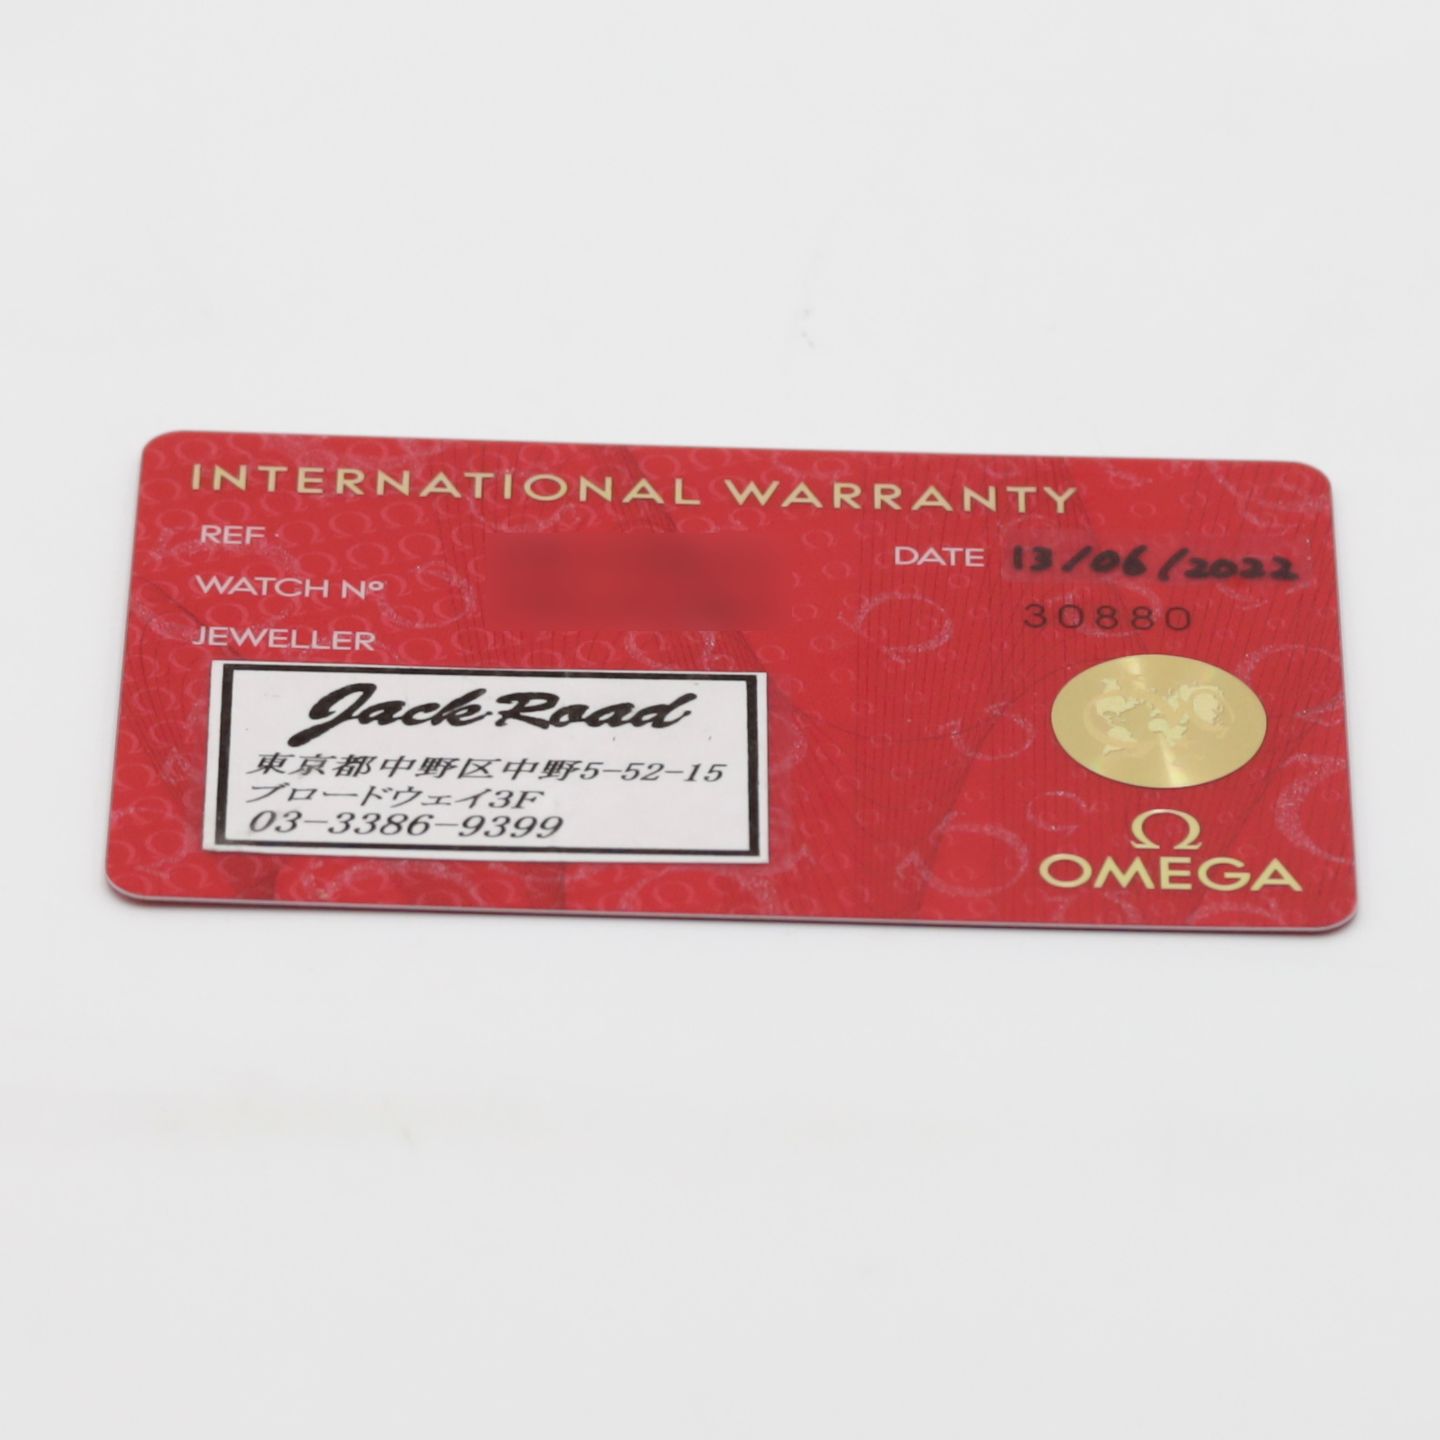 INTERNATIONAL WARRANTY
REF
DATE 13/06/2022
WATCH Nº
30880
JEWELLER
Jack Road
東京都中野区中野5-52-15
ブロードウェイ3F
03-3386-9399
Ω
OMEGA